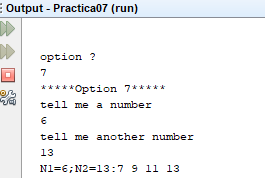 Output - Practica07 (run)
option ?
7
*****Option 7*****
tell me a number
6
tell me another number
13
N1=6;N2=13:7 9 11 13